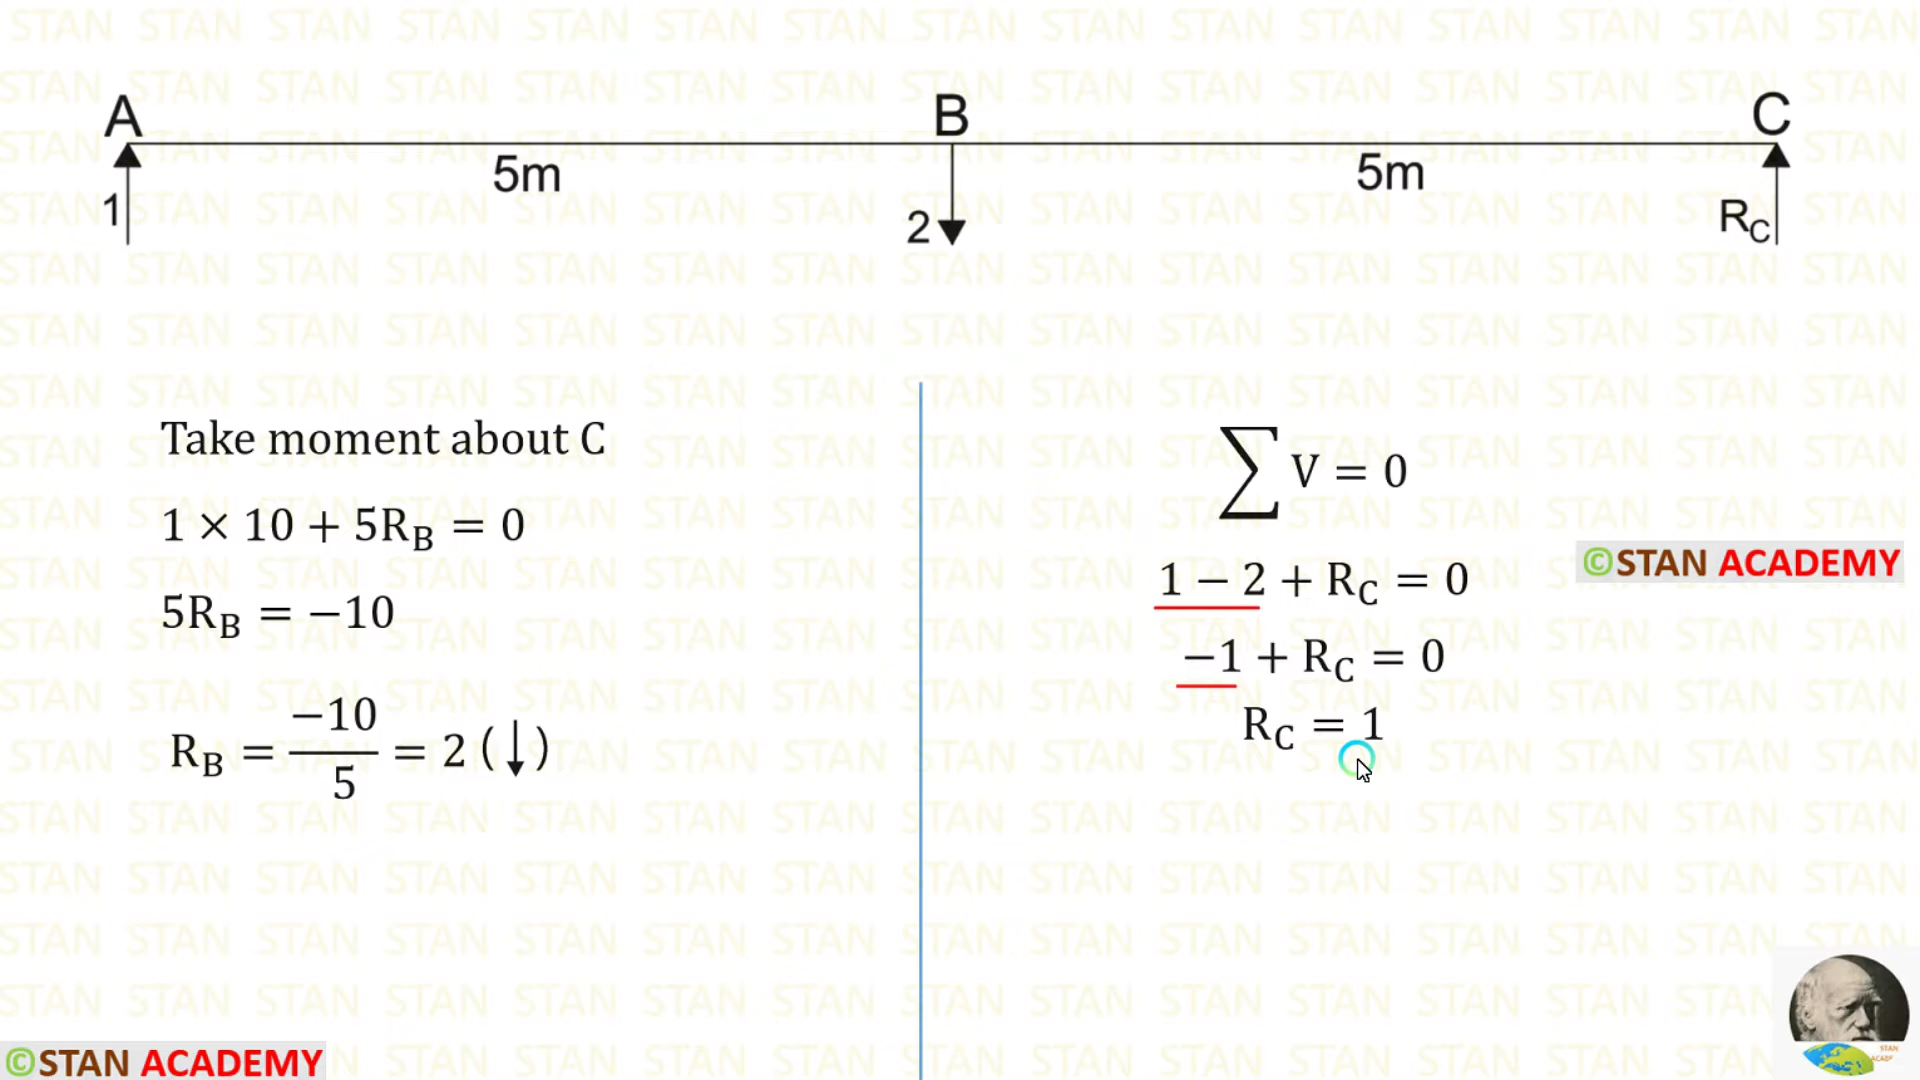 A B C
5m 5m
1 2 R_C
Take moment about C
1 × 10 + 5R_B = 0
5R_B = −10
R_B = −10/5 = 2 (↓)
∑ V = 0
1 − 2 + R_C = 0
−1 + R_C = 0
R_C = 1
©STAN ACADEMY
©STAN ACADEMY
STAN